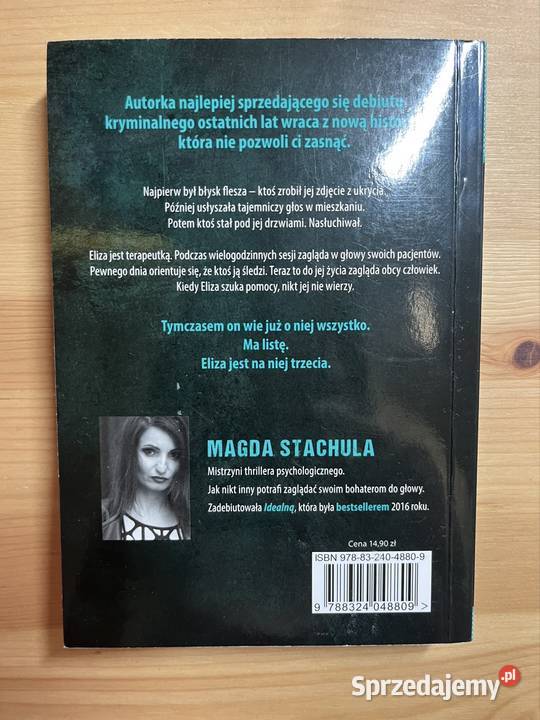 Autorka najlepiej sprzedającego się debiutu
kryminalnego ostatnich lat wraca z nową
która nie pozwoli ci zasnąć.
Najpierw był błysk flesza – ktoś zrobił jej zdjęcie z ukrycia.
Później usłyszała tajemniczy głos w mieszkaniu.
Potem ktoś stał pod jej drzwiami. Nasłuchiwał.
Eliza jest terapeutką. Podczas wielogodzinnych sesji zagląda w głowy swoich pacjentów.
Pewnego dnia orientuje się, że ktoś ją śledzi. Teraz to do jej życia zagląda obcy człowiek.
Kiedy Eliza szuka pomocy, nikt jej nie wierzy.
Tymczasem on wie już o niej wszystko.
Ma listę.
Eliza jest na niej trzecia.
MAGDA STACHULA
Mistrzyni thrillera psychologicznego.
Jak nikt inny potrafi zaglądać swoim bohaterom do głowy.
Zadebiutowała Idealną, która była bestsellerem 2016 roku.
Cena 14,90 zł
ISBN 978-83-240-4880-9
9 788324 048809 >
Sprzedajemy.pl